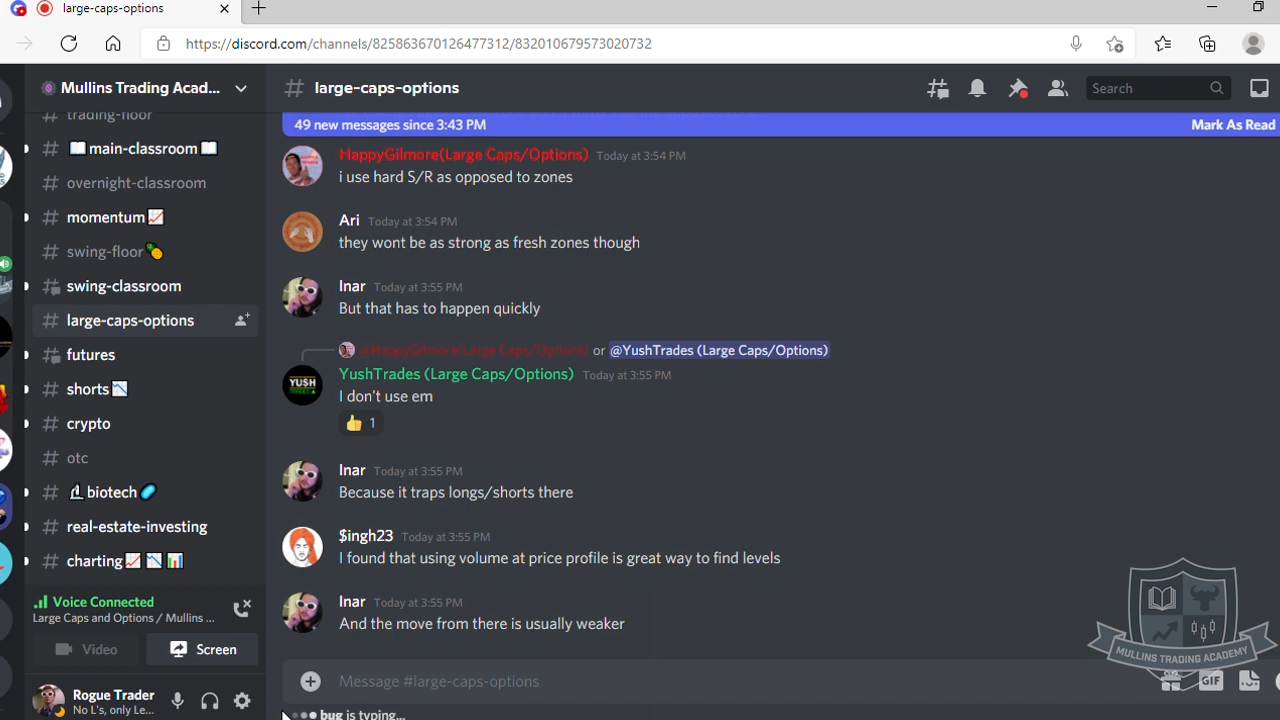 large-caps-options
https://discord.com/channels/825863670126477312/832010679573020732
Mullins Trading Acad...
trading-floor
main-classroom
overnight-classroom
momentum
swing-floor
swing-classroom
large-caps-options
futures
shorts
crypto
otc
biotech
real-estate-investing
charting
Voice Connected
Large Caps and Options / Mullins ...
Video
Screen
Rogue Trader
No L's, only Le...
large-caps-options
Search
49 new messages since 3:43 PM
Mark As Read
HappyGilmore(Large Caps/Options) Today at 3:54 PM
i use hard S/R as opposed to zones
Ari Today at 3:54 PM
they wont be as strong as fresh zones though
Inar Today at 3:55 PM
But that has to happen quickly
@HappyGilmore(Large Caps/Options) or @YushTrades (Large Caps/Options)
YUSH
YushTrades (Large Caps/Options) Today at 3:55 PM
I don't use em
1
Inar Today at 3:55 PM
Because it traps longs/shorts there
$ingh23 Today at 3:55 PM
I found that using volume at price profile is great way to find levels
Inar Today at 3:55 PM
And the move from there is usually weaker
Message #large-caps-options
GIF
bug is typing...
MULLINS TRADING ACADEMY